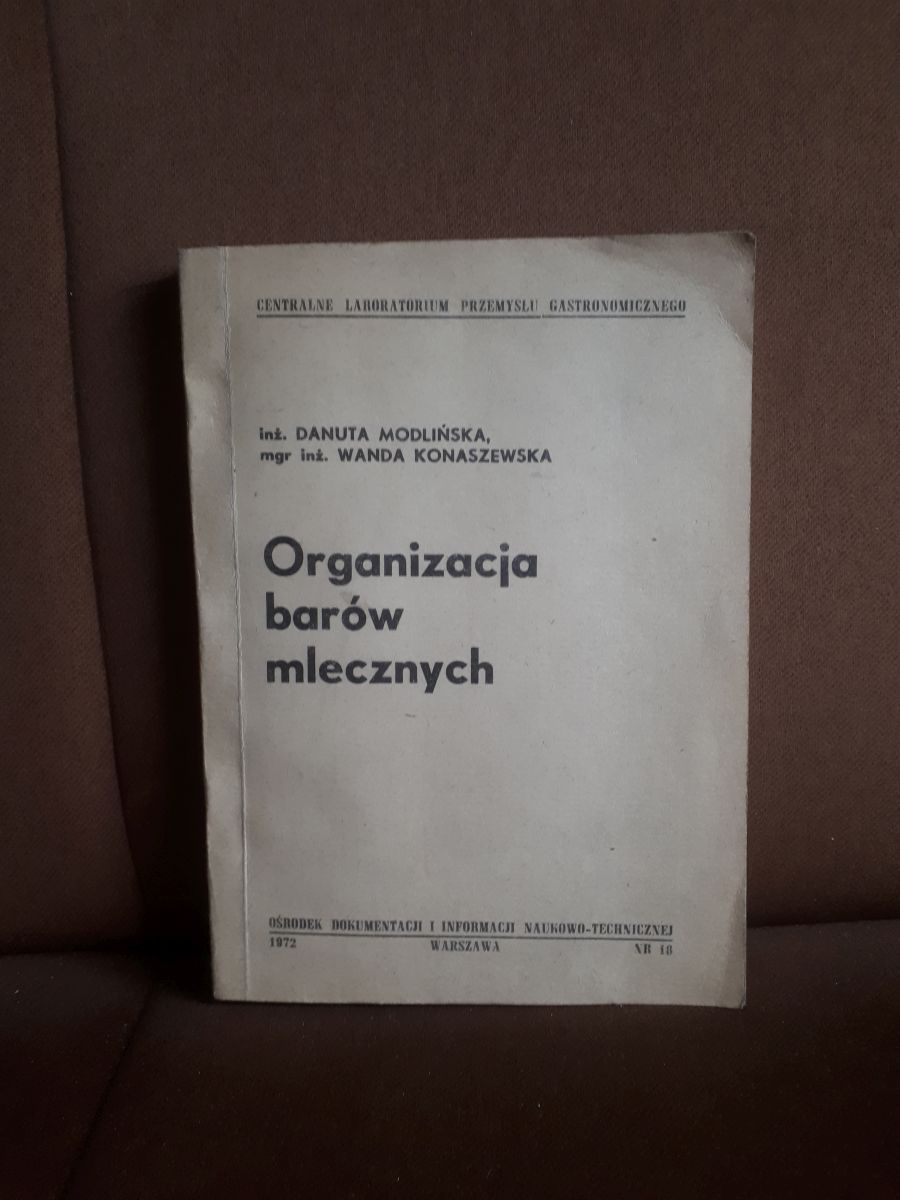 CENTRALNE LABORATORIUM PRZEMYSŁU GASTRONOMICZNEGO
inż. DANUTA MODLIŃSKA,
mgr inż. WANDA KONASZEWSKA
Organizacja
barów
mlecznych
OŚRODEK DOKUMENTACJI I INFORMACJI NAUKOWO-TECHNICZNEJ
1972 WARSZAWA NR 18